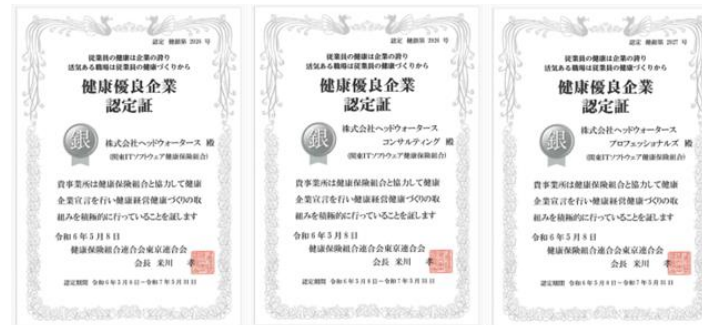 従業員の健康は企業の誇り
活気ある職場は従業員の健康づくりから
健康優良企業
認定証
銀
株式会社ヘッドウォータース 殿
(関東ITソフトウェア健康保険組合)
貴事業所は健康保険組合と協力して健康
企業宣言を行い健康経営健康づくりの取
組みを積極的に行っていることを証します
令和6年5月8日
健康保険組合連合会東京連合会
会長 米川 孝
従業員の健康は企業の誇り
活気ある職場は従業員の健康づくりから
健康優良企業
認定証
銀
株式会社ヘッドウォータース
コンサルティング 殿
(関東ITソフトウェア健康保険組合)
貴事業所は健康保険組合と協力して健康
企業宣言を行い健康経営健康づくりの取
組みを積極的に行っていることを証します
令和6年5月8日
健康保険組合連合会東京連合会
会長 米川 孝
従業員の健康は企業の誇り
活気ある職場は従業員の健康づくりから
健康優良企業
認定証
銀
株式会社ヘッドウォータース
プロフェッショナルズ 殿
(関東ITソフトウェア健康保険組合)
貴事業所は健康保険組合と協力して健康
企業宣言を行い健康経営健康づくりの取
組みを積極的に行っていることを証します
令和6年5月8日
健康保険組合連合会東京連合会
会長 米川 孝